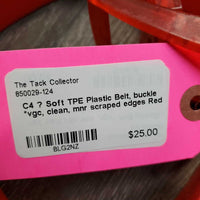 The Tack Collector
850029-124
C4 ? Soft TPE Plastic Belt, buckle
*vgc, clean, mnr scraped edges Red
$25.00
BLG2NZ